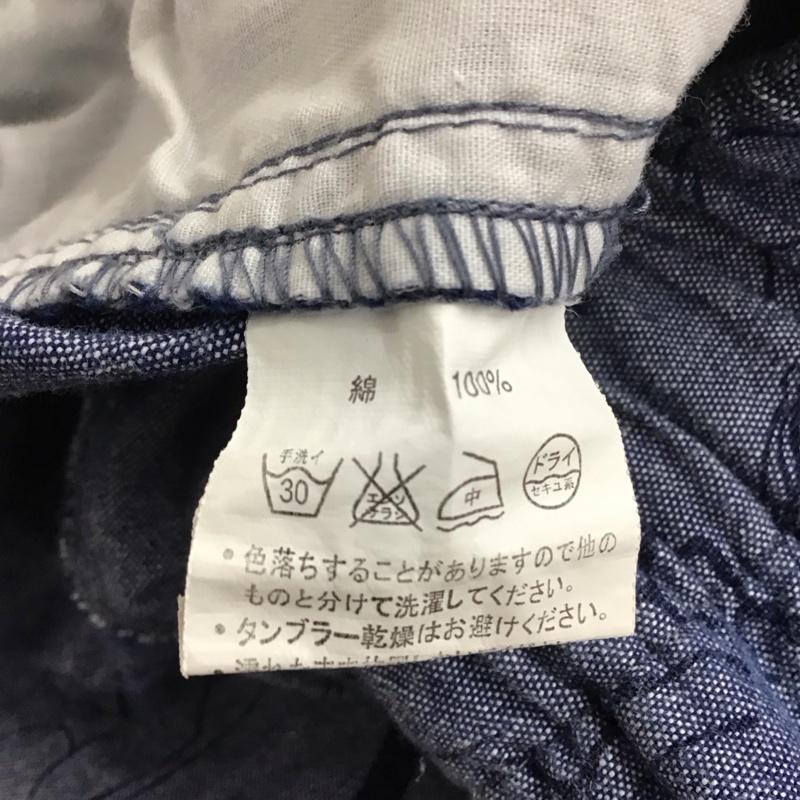 綿 100%
手洗イ
30
エンソ
サラシ
中
ドライ
セキユ系
・色落ちすることがありますので他の
ものと分けて洗濯してください。
・タンブラー乾燥はお避けください。